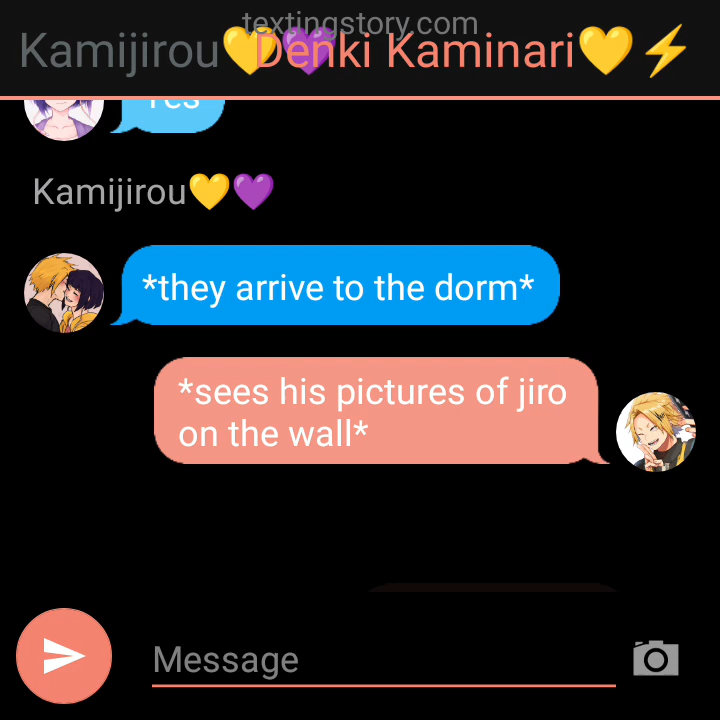 textingstory.com
Kamijirou💛💜
Denki Kaminari💛⚡
Yes
Kamijirou💛💜
*they arrive to the dorm*
*sees his pictures of jiro
on the wall*
Message